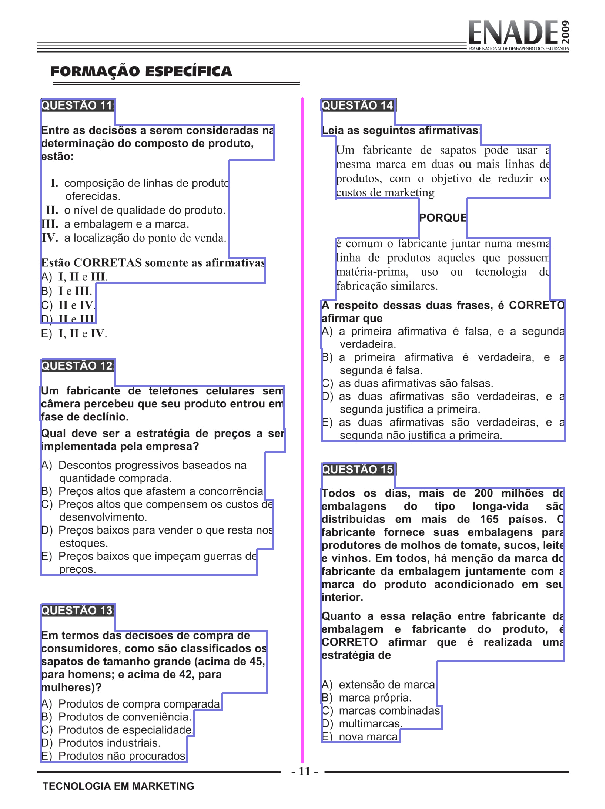 ENADE 2009
FORMAÇÃO ESPECÍFICA
QUESTÃO 11
Entre as decisões a serem consideradas na
determinação do composto de produto,
estão:
I. composição de linhas de produto
oferecidas.
II. o nível de qualidade do produto.
III. a embalagem e a marca.
IV. a localização do ponto de venda.
Estão CORRETAS somente as afirmativas
A) I, II e III.
B) I e III.
C) II e IV.
D) II e III.
E) I, II e IV.
QUESTÃO 12
Um fabricante de telefones celulares sem
câmera percebeu que seu produto entrou em
fase de declínio.
Qual deve ser a estratégia de preços a ser
implementada pela empresa?
A) Descontos progressivos baseados na
quantidade comprada.
B) Preços altos que afastem a concorrência.
C) Preços altos que compensem os custos de
desenvolvimento.
D) Preços baixos para vender o que resta nos
estoques.
E) Preços baixos que impeçam guerras de
preços.
QUESTÃO 13
Em termos das decisões de compra de
consumidores, como são classificados os
sapatos de tamanho grande (acima de 45,
para homens; e acima de 42, para
mulheres)?
A) Produtos de compra comparada.
B) Produtos de conveniência.
C) Produtos de especialidade.
D) Produtos industriais.
E) Produtos não procurados.
QUESTÃO 14
Leia as seguintes afirmativas
Um fabricante de sapatos pode usar a
mesma marca em duas ou mais linhas de
produtos, com o objetivo de reduzir os
custos de marketing
PORQUE
é comum o fabricante juntar numa mesma
linha de produtos aqueles que possuem
matéria-prima, uso ou tecnologia de
fabricação similares.
A respeito dessas duas frases, é CORRETO
afirmar que
A) a primeira afirmativa é falsa, e a segunda
verdadeira.
B) a primeira afirmativa é verdadeira, e a
segunda é falsa.
C) as duas afirmativas são falsas.
D) as duas afirmativas são verdadeiras, e a
segunda justifica a primeira.
E) as duas afirmativas são verdadeiras, e a
segunda não justifica a primeira.
QUESTÃO 15
Todos os dias, mais de 200 milhões de
embalagens do tipo longa-vida são
distribuídas em mais de 165 países. O
fabricante fornece suas embalagens para
produtores de molhos de tomate, sucos, leite
e vinhos. Em todos, há menção da marca do
fabricante da embalagem juntamente com a
marca do produto acondicionado em seu
interior.
Quanto a essa relação entre fabricante da
embalagem e fabricante do produto, é
CORRETO afirmar que é realizada uma
estratégia de
A) extensão de marca.
B) marca própria.
C) marcas combinadas.
D) multimarcas.
E) nova marca.
- 11 -
TECNOLOGIA EM MARKETING